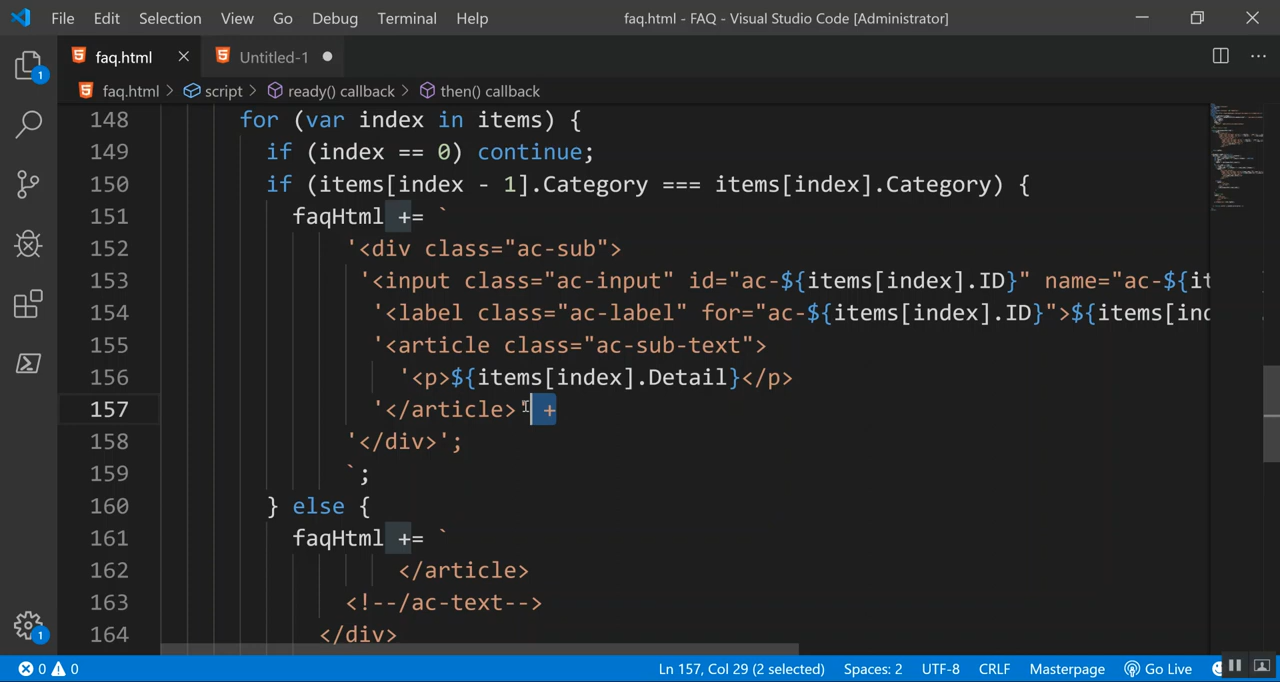 File Edit Selection View Go Debug Terminal Help faq.html - FAQ - Visual Studio Code [Administrator]
faq.html Untitled-1
faq.html > script > ready() callback > then() callback
148 for (var index in items) {
149 if (index == 0) continue;
150 if (items[index - 1].Category === items[index].Category) {
151 faqHtml += `
152 '<div class="ac-sub">
153 '<input class="ac-input" id="ac-${items[index].ID}" name="ac-${it
154 '<label class="ac-label" for="ac-${items[index].ID}">${items[ind
155 '<article class="ac-sub-text">
156 '<p>${items[index].Detail}</p>
157 '</article>' +
158 '</div>';
159 `;
160 } else {
161 faqHtml += `
162 </article>
163 <!--/ac-text-->
164 </div>
1
1
0 0 Ln 157, Col 29 (2 selected) Spaces: 2 UTF-8 CRLF Masterpage Go Live